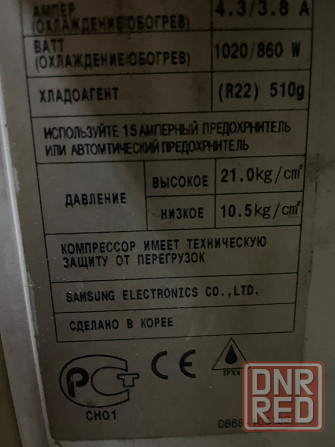 АМПЕР
(ОХЛАЖДЕНИЕ/ОБОГРЕВ)
4.3/3.8 A
ВАТТ
(ОХЛАЖДЕНИЕ/ОБОГРЕВ)
1020/860 W
ХЛАДОАГЕНТ
(R22) 510g
ИСПОЛЬЗУЙТЕ 15 АМПЕРНЫЙ ПРЕДОХРНИТЕЛЬ
ИЛИ АВТОМТИЧЕСКИЙ ПРЕДОХРНИТЕЛЬ
ДАВЛЕНИЕ
ВЫСОКОЕ
21.0kg/cm²
НИЗКОЕ
10.5kg/cm²
КОМПРЕССОР ИМЕЕТ ТЕХНИЧЕСКУЮ
ЗАЩИТУ ОТ ПЕРЕГРУЗОК
SAMSUNG ELECTRONICS CO.,LTD.
СДЕЛАНО В КОРЕЕ
РСТ
CE
IPX4
CH01
DNR
RED